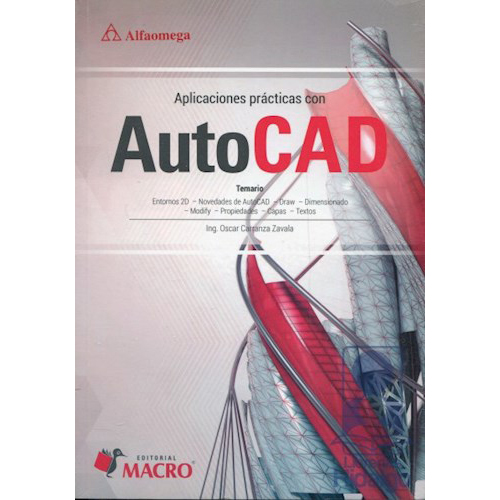 Alfaomega
Aplicaciones prácticas con
AutoCAD
Temario
Entornos 2D – Novedades de AutoCAD – Draw – Dimensionado
– Modify – Propiedades – Capas – Textos
Ing. Oscar Carranza Zavala
EDITORIAL
MACRO®